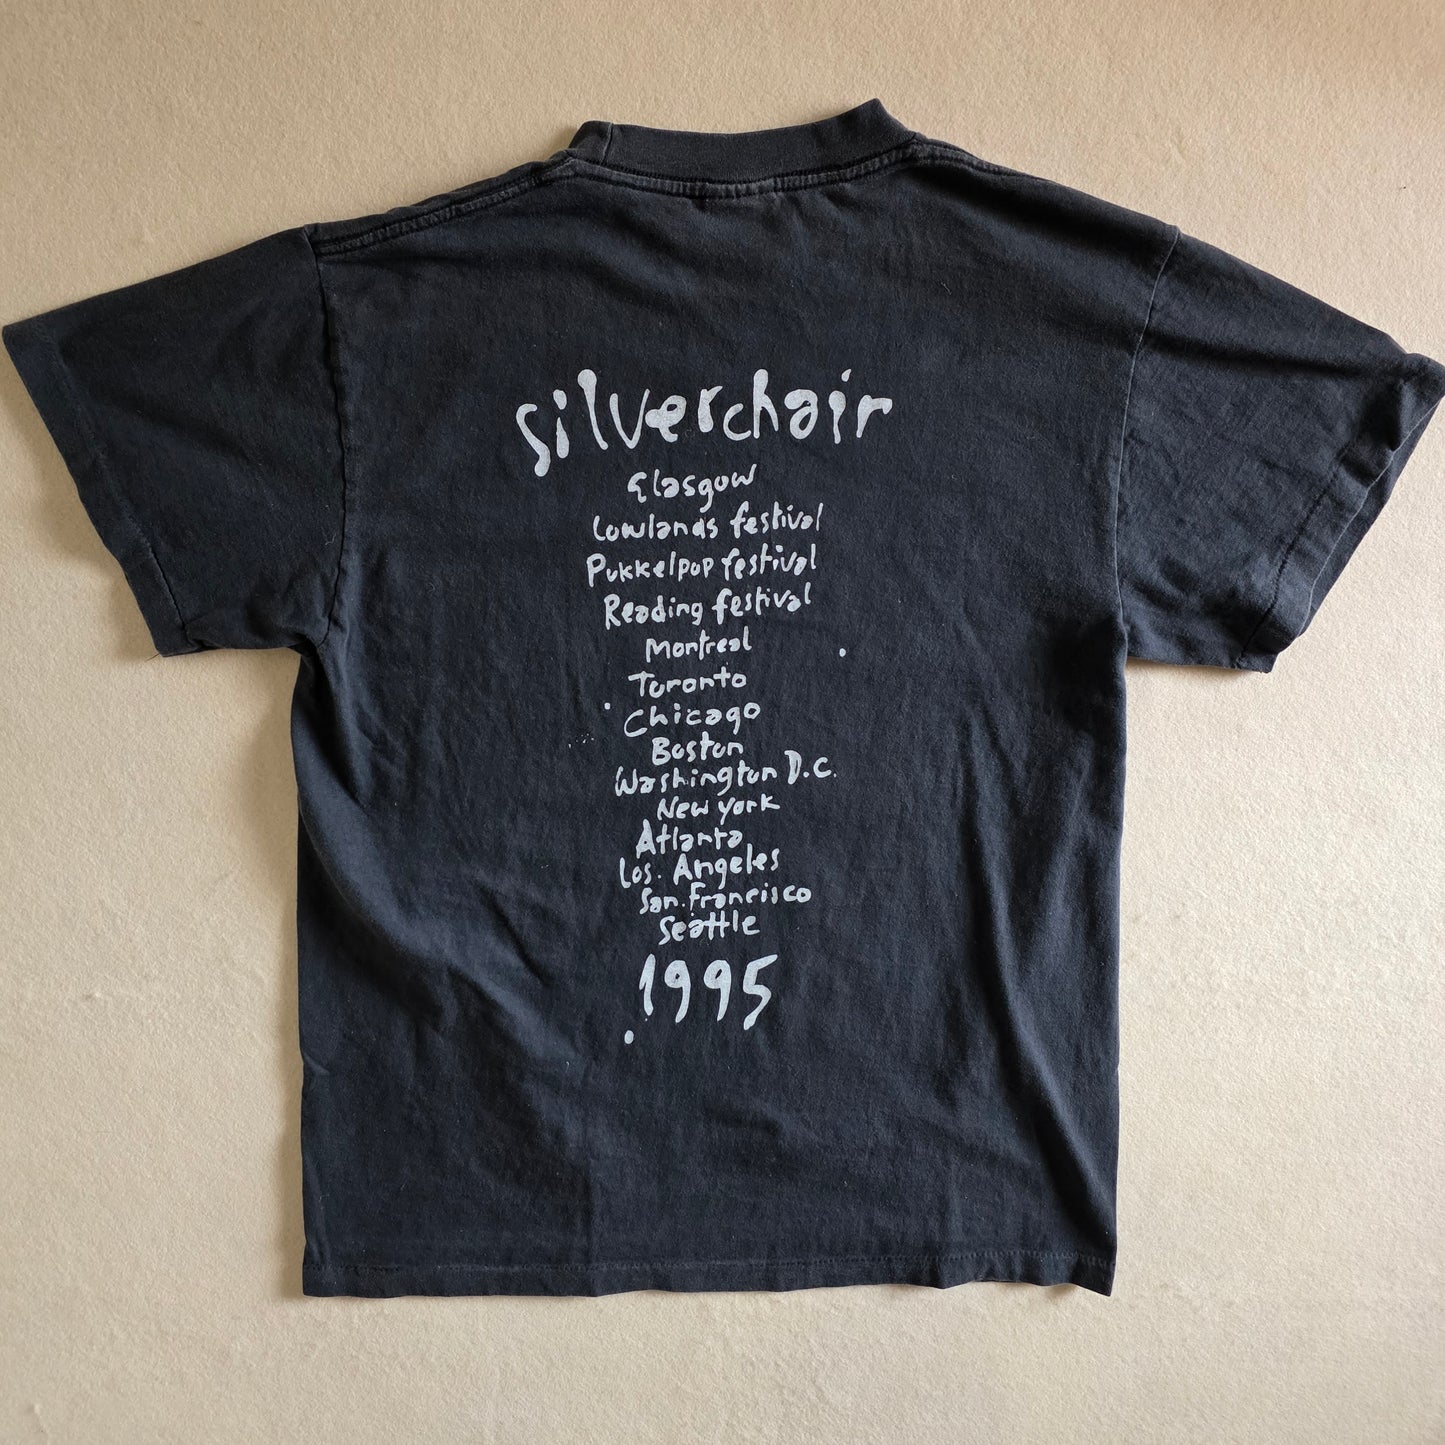 silverchair
Glasgow
Lowlands festival
Pukkelpop festival
Reading festival
Montreal
Toronto
Chicago
Boston
Washington D.C.
New york
Atlanta
Los. Angeles
San. Francisco
Seattle
1995